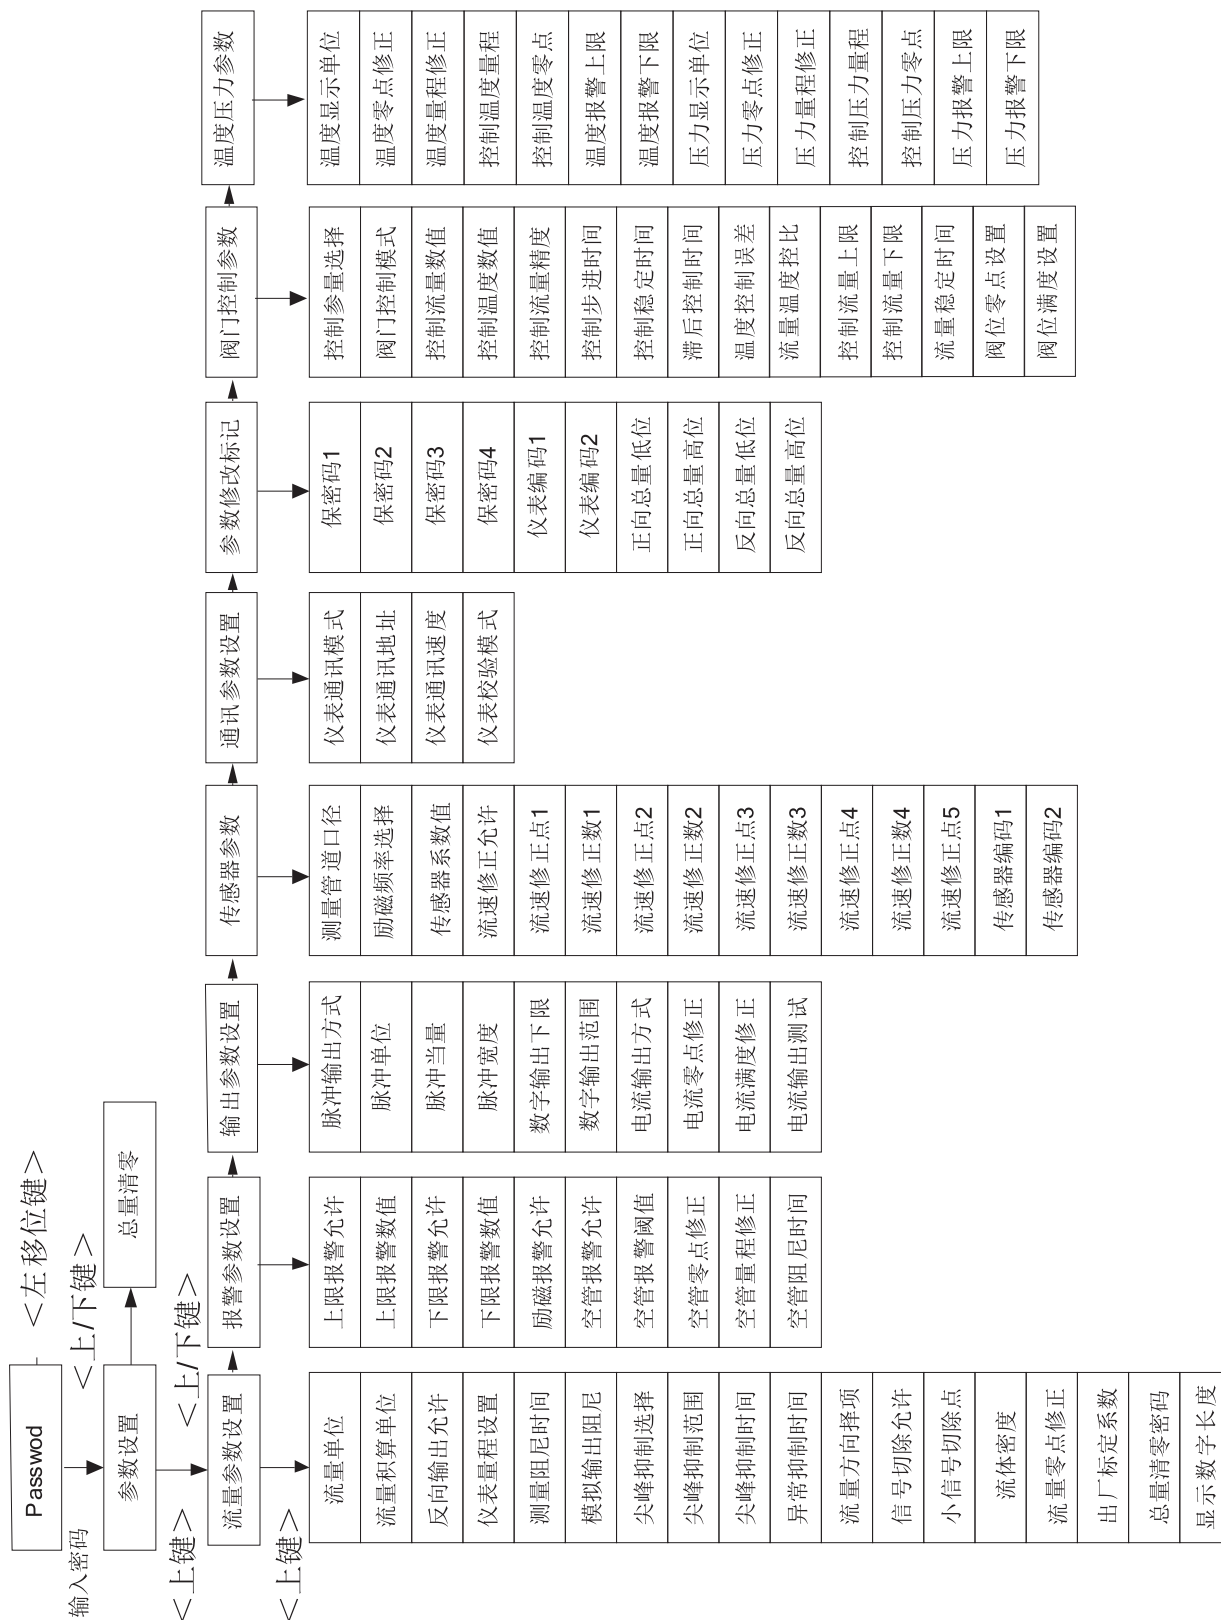 Passwod
<左移位键>
输入密码
<上/下键>
参数设置
总量清零
<上键>
<上/下键>
流量参数设置
报警参数设置
输出参数设置
传感器参数
通讯参数设置
参数修改标记
阀门控制参数
温度压力参数
<上键>
流量单位
流量积算单位
反向输出允许
仪表量程设置
测量阻尼时间
模拟输出阻尼
尖峰抑制选择
尖峰抑制范围
尖峰抑制时间
异常抑制时间
流量方向择项
信号切除允许
小信号切除点
流体密度
流量零点修正
出厂标定系数
总量清零密码
显示数字长度
上限报警允许
上限报警数值
下限报警允许
下限报警数值
励磁报警允许
空管报警允许
空管报警阈值
空管零点修正
空管量程修正
空管阻尼时间
脉冲输出方式
脉冲单位
脉冲当量
脉冲宽度
数字输出下限
数字输出范围
电流输出方式
电流零点修正
电流满度修正
电流输出测试
测量管道口径
励磁频率选择
传感器系数值
流速修正允许
流速修正点1
流速修正数1
流速修正点2
流速修正数2
流速修正点3
流速修正数3
流速修正点4
流速修正数4
流速修正点5
传感器编码1
传感器编码2
仪表通讯模式
仪表通讯地址
仪表通讯速度
仪表校验模式
保密码1
保密码2
保密码3
保密码4
仪表编码1
仪表编码2
正向总量低位
正向总量高位
反向总量低位
反向总量高位
控制参量选择
阀门控制模式
控制流量数值
控制温度数值
控制流量精度
控制步进时间
控制稳定时间
滞后控制时间
温度控制误差
流量温度控比
控制流量上限
控制流量下限
流量稳定时间
阀位零点设置
阀位满度设置
温度显示单位
温度零点修正
温度量程修正
控制温度量程
控制温度零点
温度报警上限
温度报警下限
压力显示单位
压力零点修正
压力量程修正
控制压力量程
控制压力零点
压力报警上限
压力报警下限